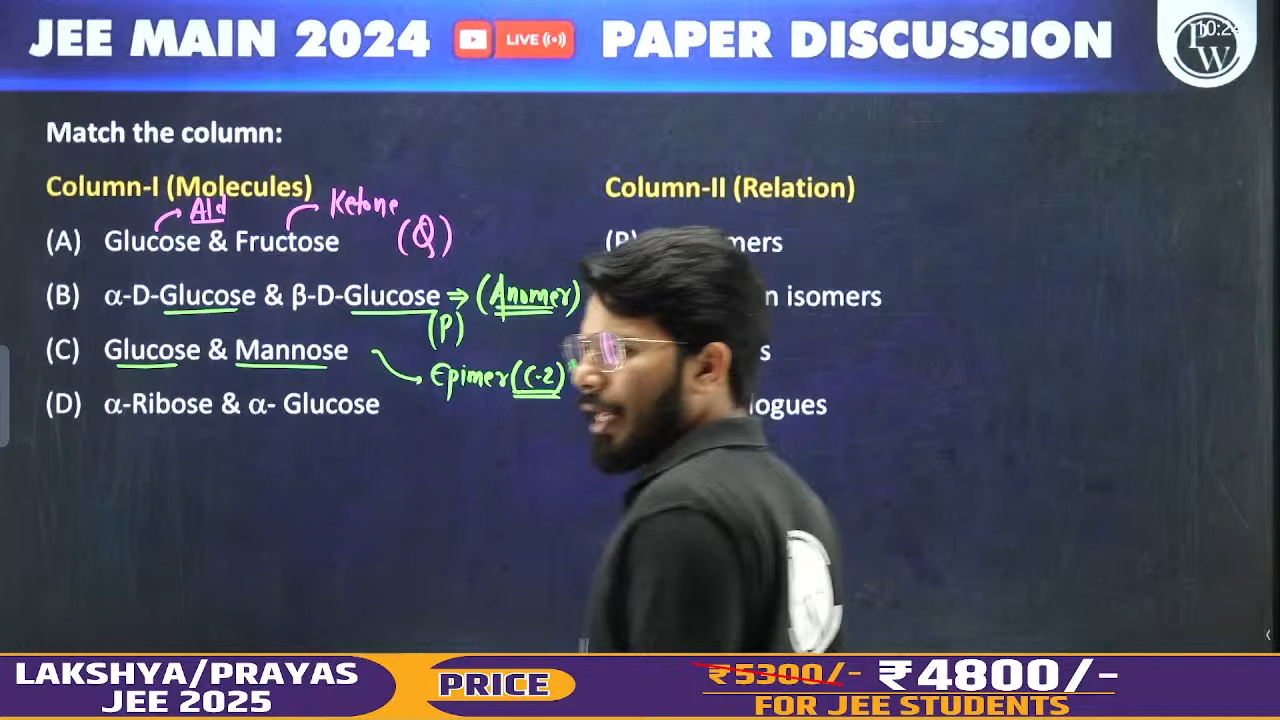 JEE MAIN 2024 LIVE PAPER DISCUSSION
10:2
PW
Match the column:
Column-I (Molecules)
Column-II (Relation)
Ald
Ketone
(A) Glucose & Fructose (Q)
(B) α-D-Glucose & β-D-Glucose ⇒ (Anomer)
isomers
(P)
(C) Glucose & Mannose
Epimer (C-2)
(D) α-Ribose & α- Glucose
LAKSHYA/PRAYAS
JEE 2025
PRICE
₹5300/- ₹4800/-
FOR JEE STUDENTS